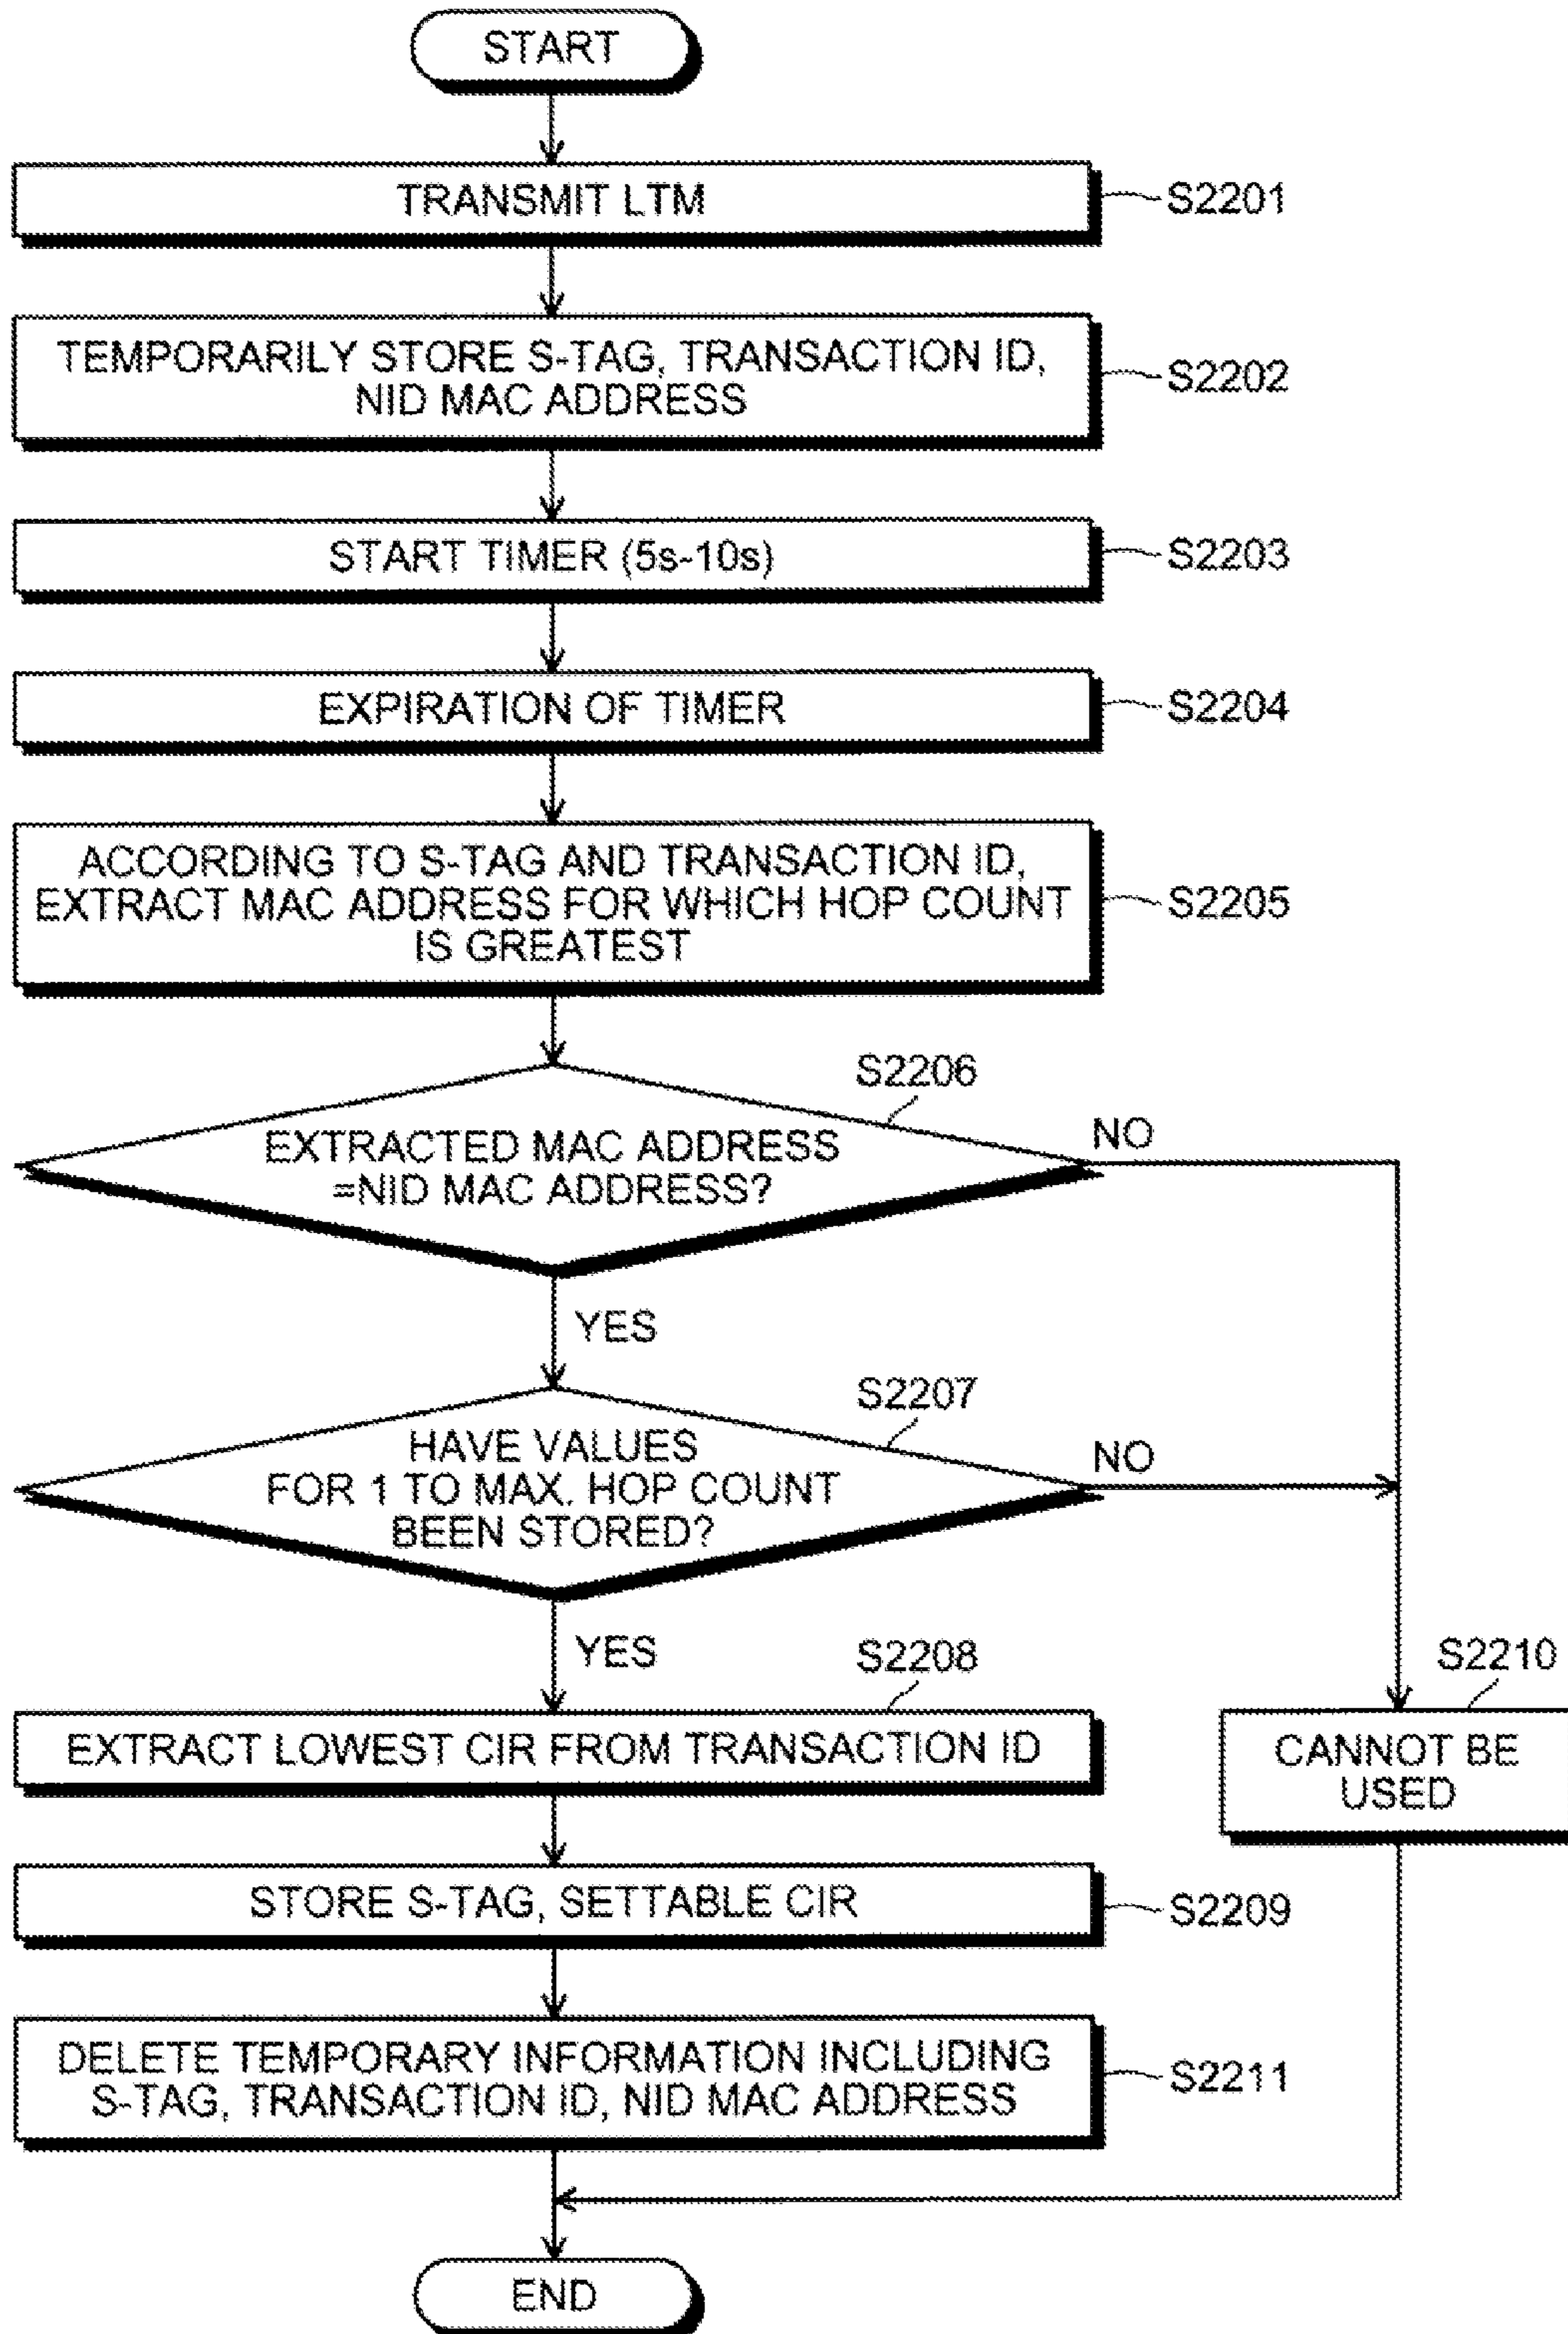 START
TRANSMIT LTM
S2201
TEMPORARILY STORE S-TAG, TRANSACTION ID,
NID MAC ADDRESS
S2202
START TIMER (5s-10s)
S2203
EXPIRATION OF TIMER
S2204
ACCORDING TO S-TAG AND TRANSACTION ID,
EXTRACT MAC ADDRESS FOR WHICH HOP COUNT
IS GREATEST
S2205
S2206
EXTRACTED MAC ADDRESS
=NID MAC ADDRESS?
NO
YES
S2207
HAVE VALUES
FOR 1 TO MAX. HOP COUNT
BEEN STORED?
NO
YES
S2208
EXTRACT LOWEST CIR FROM TRANSACTION ID
S2210
CANNOT BE
USED
STORE S-TAG, SETTABLE CIR
S2209
DELETE TEMPORARY INFORMATION INCLUDING
S-TAG, TRANSACTION ID, NID MAC ADDRESS
S2211
END